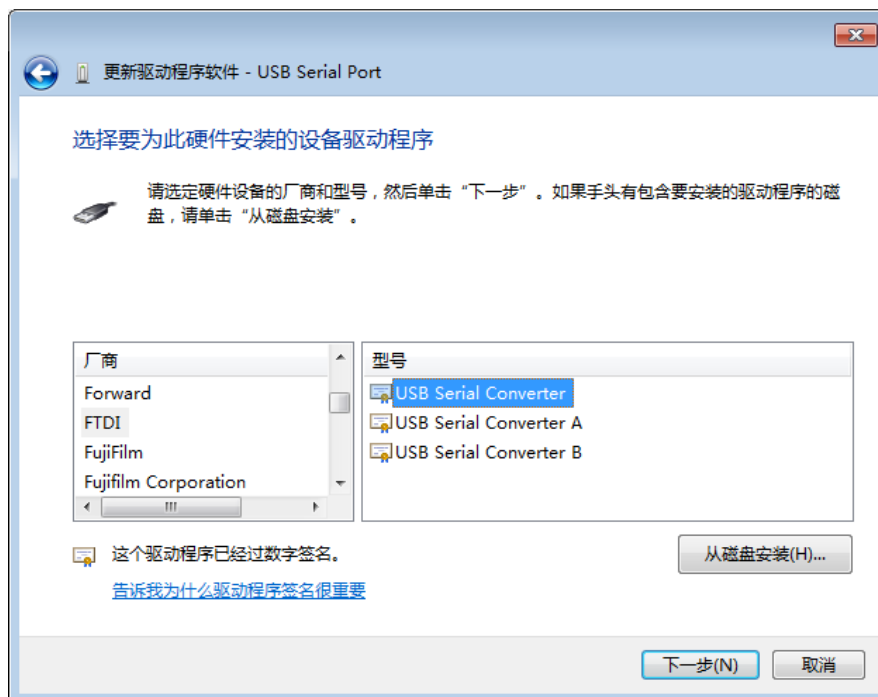 更新驱动程序软件 - USB Serial Port
选择要为此硬件安装的设备驱动程序
请选定硬件设备的厂商和型号，然后单击“下一步”。如果手头有包含要安装的驱动程序的磁
盘，请单击“从磁盘安装”。
厂商
Forward
FTDI
FujiFilm
Fujifilm Corporation
型号
USB Serial Converter
USB Serial Converter A
USB Serial Converter B
这个驱动程序已经过数字签名。
告诉我为什么驱动程序签名很重要
从磁盘安装(H)...
下一步(N)
取消